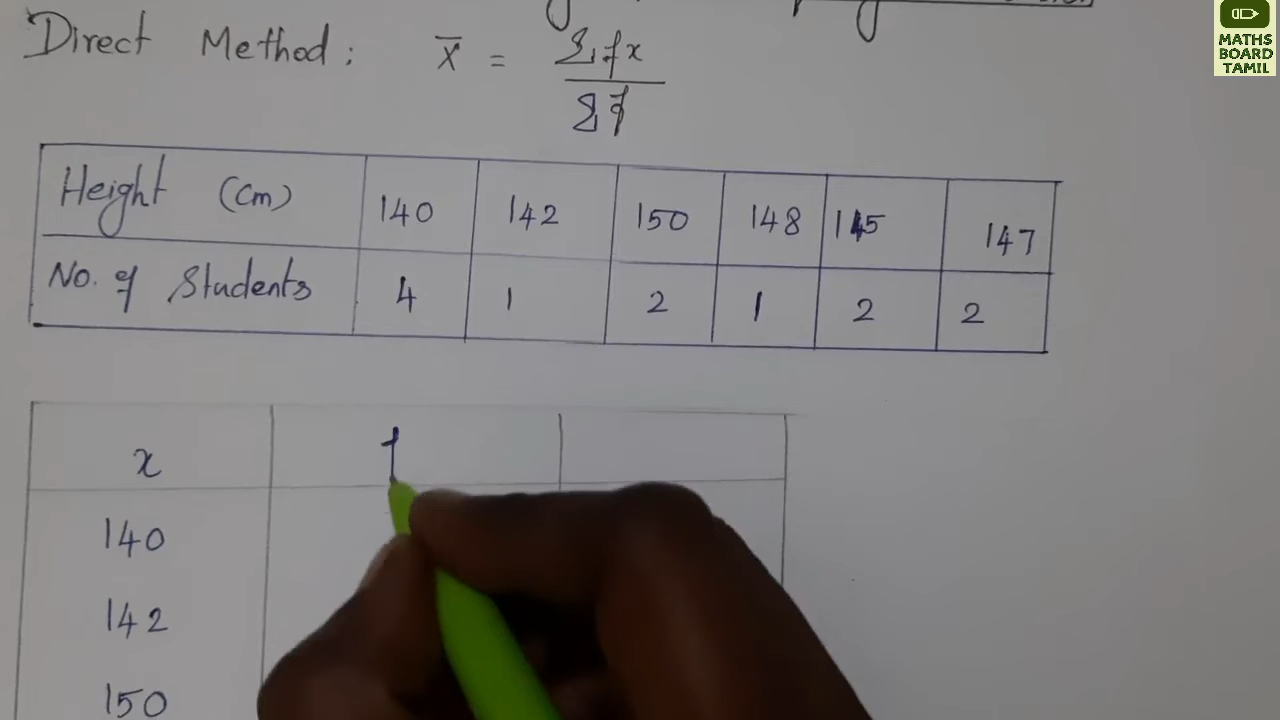 Direct Method : X̄ = Σfx / Σf
MATHS
BOARD
TAMIL
Height (Cm) 140 142 150 148 145 147
No. of Students 4 1 2 1 2 2
x f
140
142
150